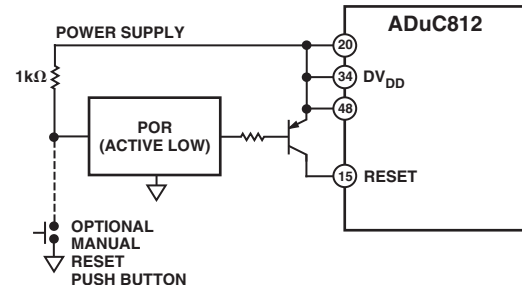 ADuC812
POWER SUPPLY
20
1kΩ
34 DVDD
POR
(ACTIVE LOW)
48
15 RESET
OPTIONAL
MANUAL
RESET
PUSH BUTTON